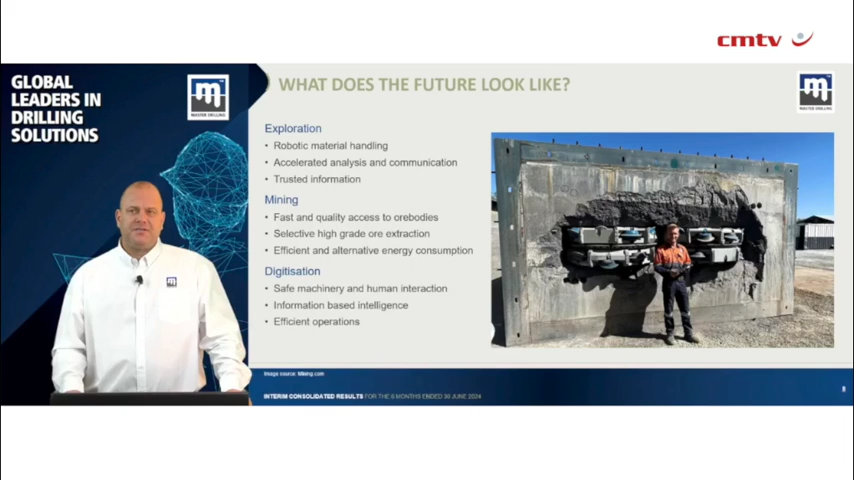 cmtv
GLOBAL
LEADERS IN
DRILLING
SOLUTIONS
m
MASTER DRILLING
WHAT DOES THE FUTURE LOOK LIKE?
m
MASTER DRILLING
Exploration
• Robotic material handling
• Accelerated analysis and communication
• Trusted information
Mining
• Fast and quality access to orebodies
• Selective high grade ore extraction
• Efficient and alternative energy consumption
Digitisation
• Safe machinery and human interaction
• Information based intelligence
• Efficient operations
Image source: Mining.com
INTERIM CONSOLIDATED RESULTS FOR THE 6 MONTHS ENDED 30 JUNE 2024